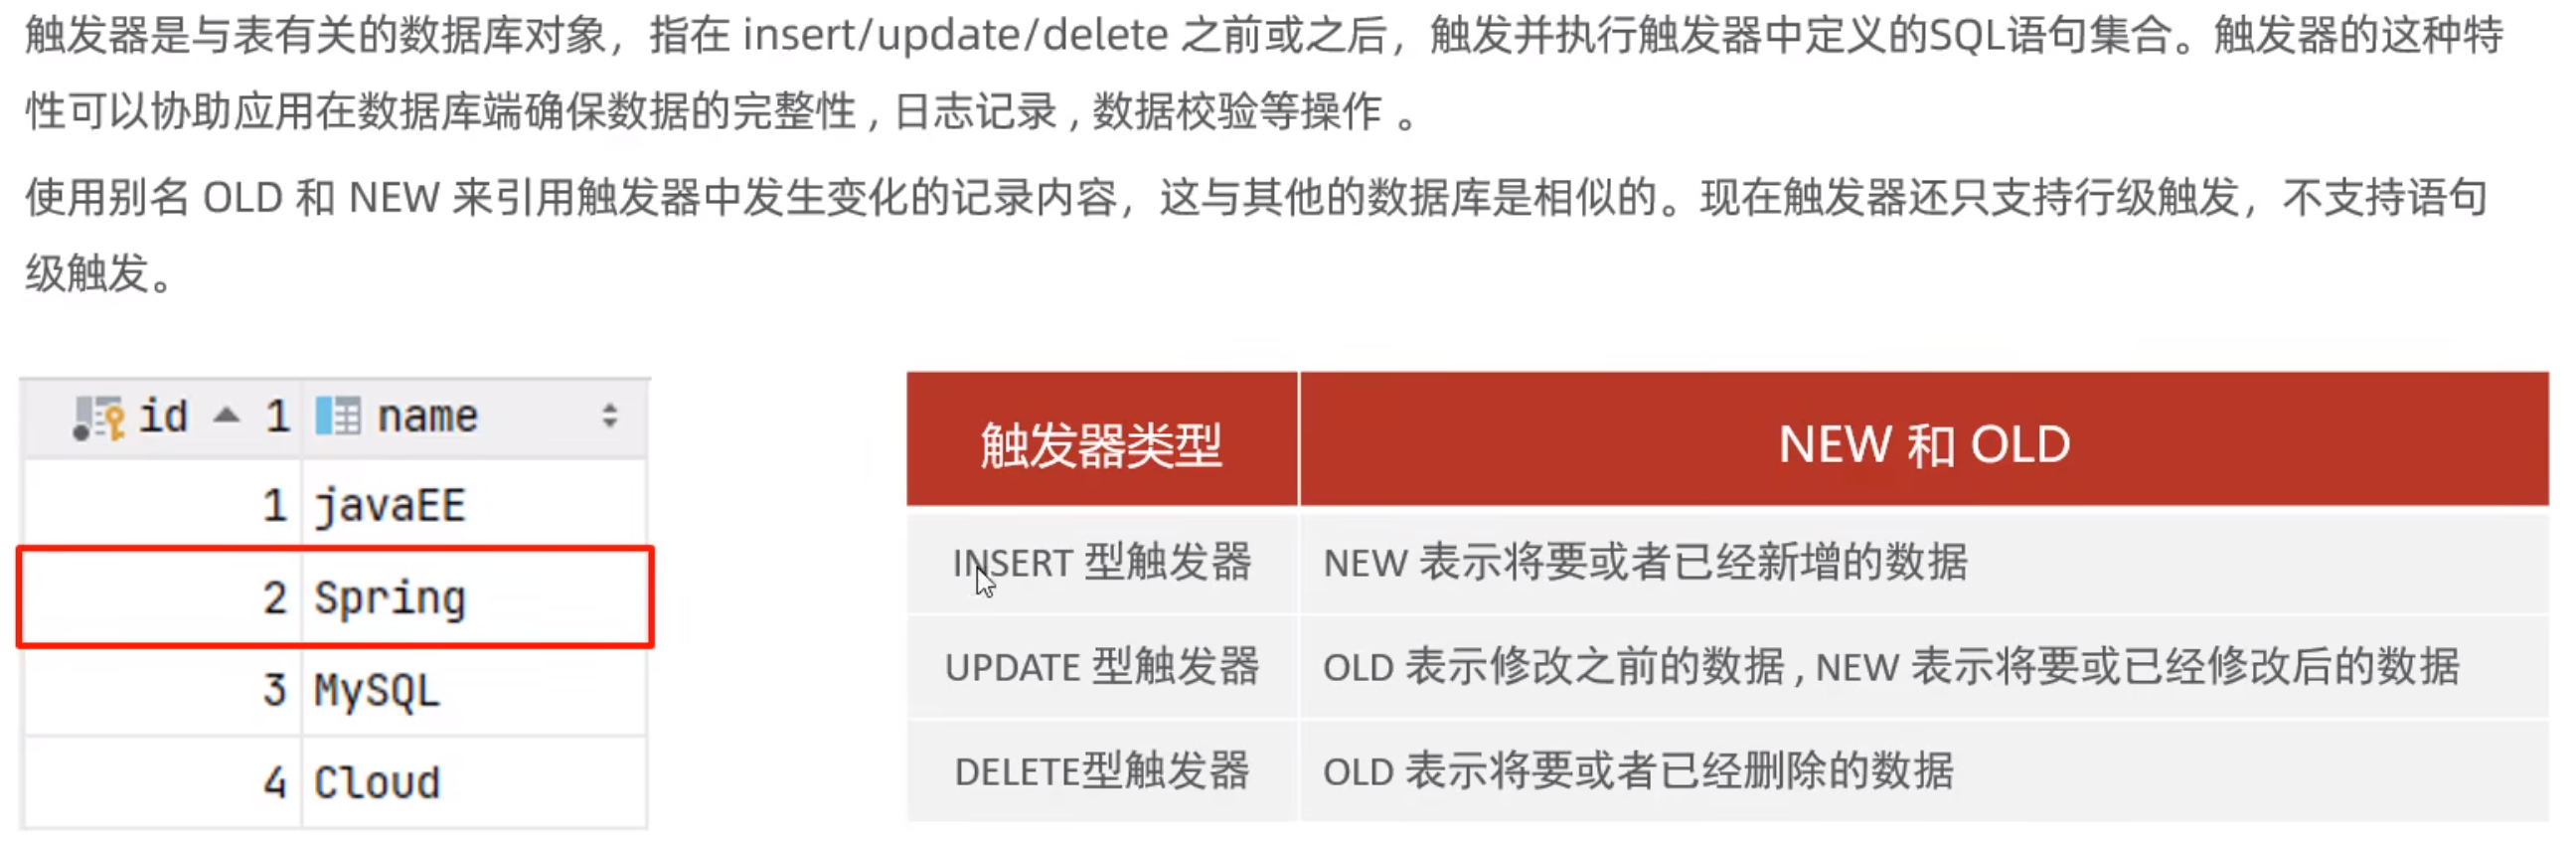 触发器是与表有关的数据库对象，指在 insert/update/delete 之前或之后，触发并执行触发器中定义的SQL语句集合。触发器的这种特
性可以协助应用在数据库端确保数据的完整性 , 日志记录 , 数据校验等操作 。
使用别名 OLD 和 NEW 来引用触发器中发生变化的记录内容，这与其他的数据库是相似的。现在触发器还只支持行级触发，不支持语句
级触发。
id 1 name
1 javaEE
2 Spring
3 MySQL
4 Cloud
触发器类型 NEW 和 OLD
INSERT 型触发器 NEW 表示将要或者已经新增的数据
UPDATE 型触发器 OLD 表示修改之前的数据 , NEW 表示将要或已经修改后的数据
DELETE型触发器 OLD 表示将要或者已经删除的数据